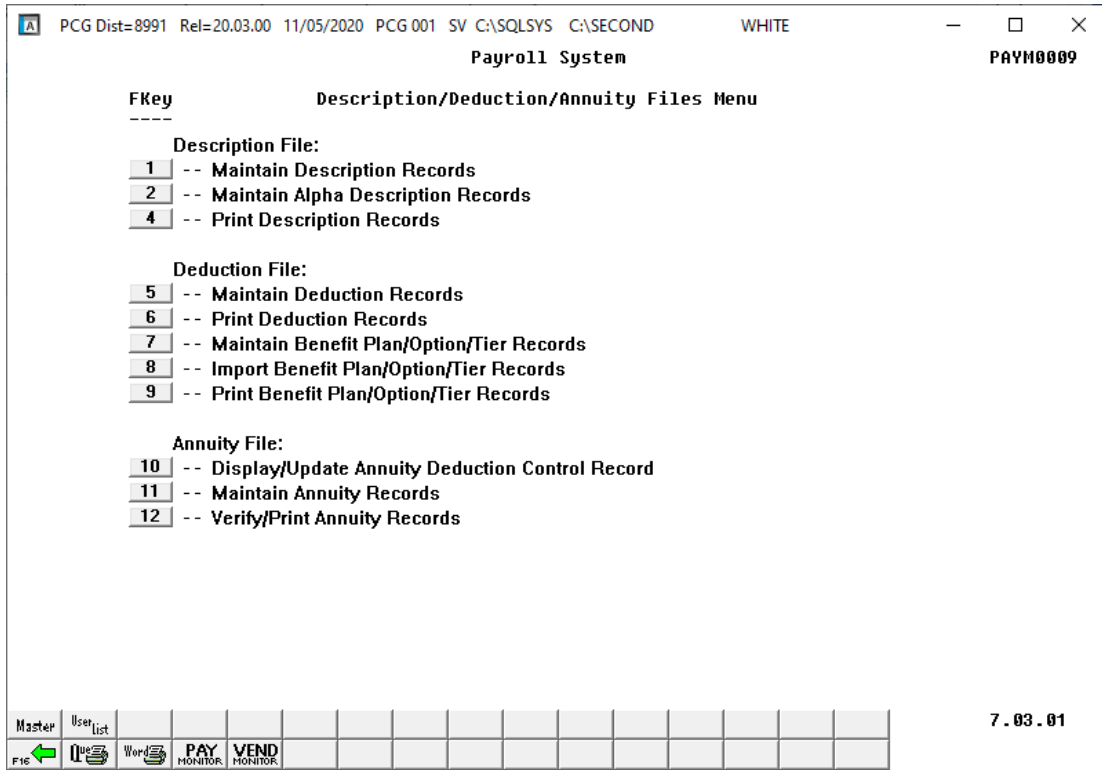 A PCG Dist=8991 Rel=20.03.00 11/05/2020 PCG 001 SV C:\SQLSYS C:\SECOND WHITE
Payroll System PAYM0009
FKey Description/Deduction/Annuity Files Menu
----
Description File:
1 -- Maintain Description Records
2 -- Maintain Alpha Description Records
4 -- Print Description Records
Deduction File:
5 -- Maintain Deduction Records
6 -- Print Deduction Records
7 -- Maintain Benefit Plan/Option/Tier Records
8 -- Import Benefit Plan/Option/Tier Records
9 -- Print Benefit Plan/Option/Tier Records
Annuity File:
10 -- Display/Update Annuity Deduction Control Record
11 -- Maintain Annuity Records
12 -- Verify/Print Annuity Records
Master User List 7.03.01
F16 Que Word PAY MONITOR VEND MONITOR